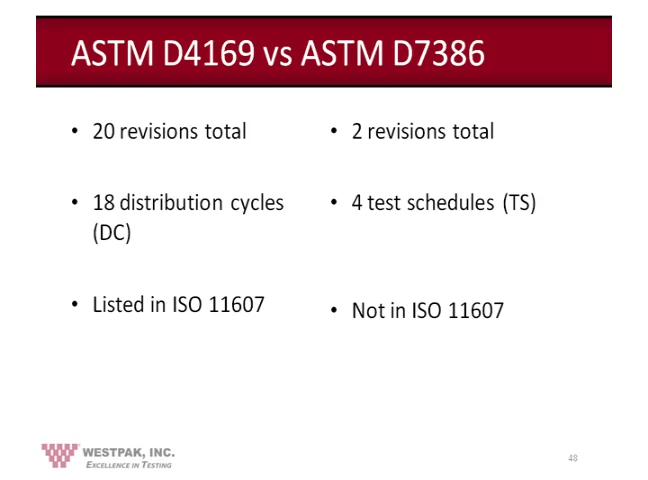 ASTM D4169 vs ASTM D7386
• 20 revisions total
• 18 distribution cycles
(DC)
• Listed in ISO 11607
• 2 revisions total
• 4 test schedules (TS)
• Not in ISO 11607
WESTPAK, INC.
EXCELLENCE IN TESTING
48